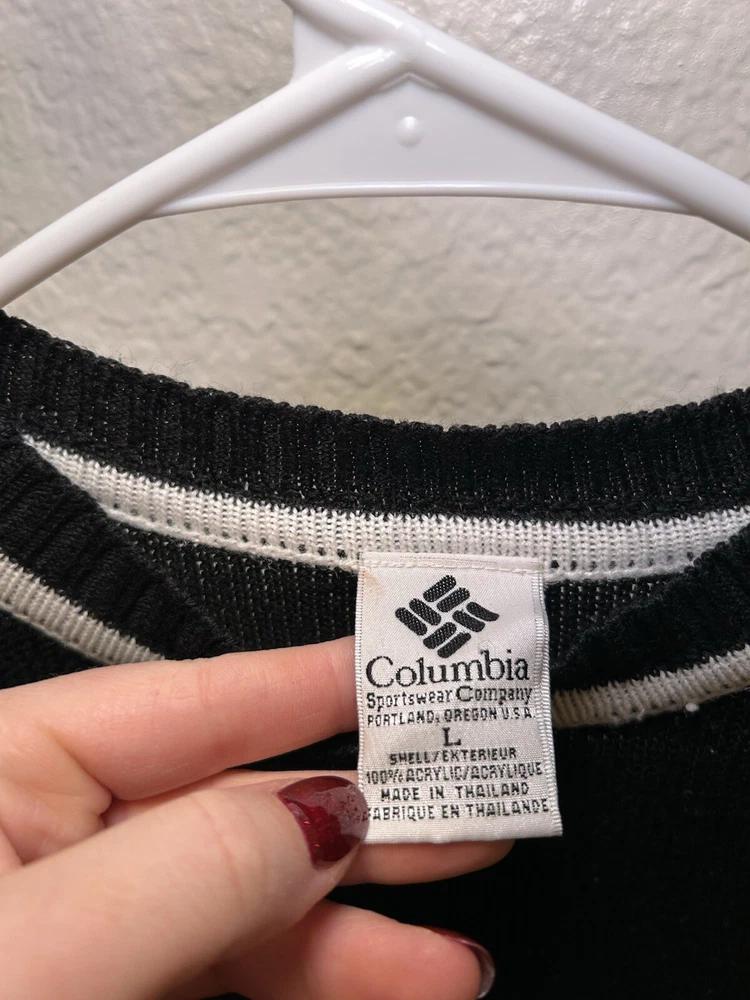 Columbia
Sportswear Company
PORTLAND, OREGON U.S.A.
L
SHELL/EXTERIEUR
100% ACRYLIC/ACRYLIQUE
MADE IN THAILAND
FABRIQUE EN THAILANDE